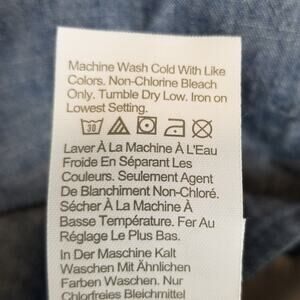 Machine Wash Cold With Like
Colors. Non-Chlorine Bleach
Only. Tumble Dry Low. Iron on
Lowest Setting.
30
Laver À La Machine À L'Eau
Froide En Séparant Les
Couleurs. Seulement Agent
De Blanchiment Non-Chloré.
Sécher À La Machine À
Basse Température. Fer Au
Réglage Le Plus Bas.
In Der Maschine Kalt
Waschen Mit Ähnlichen
Farben Waschen. Nur
Chlorfreies Bleichmittel